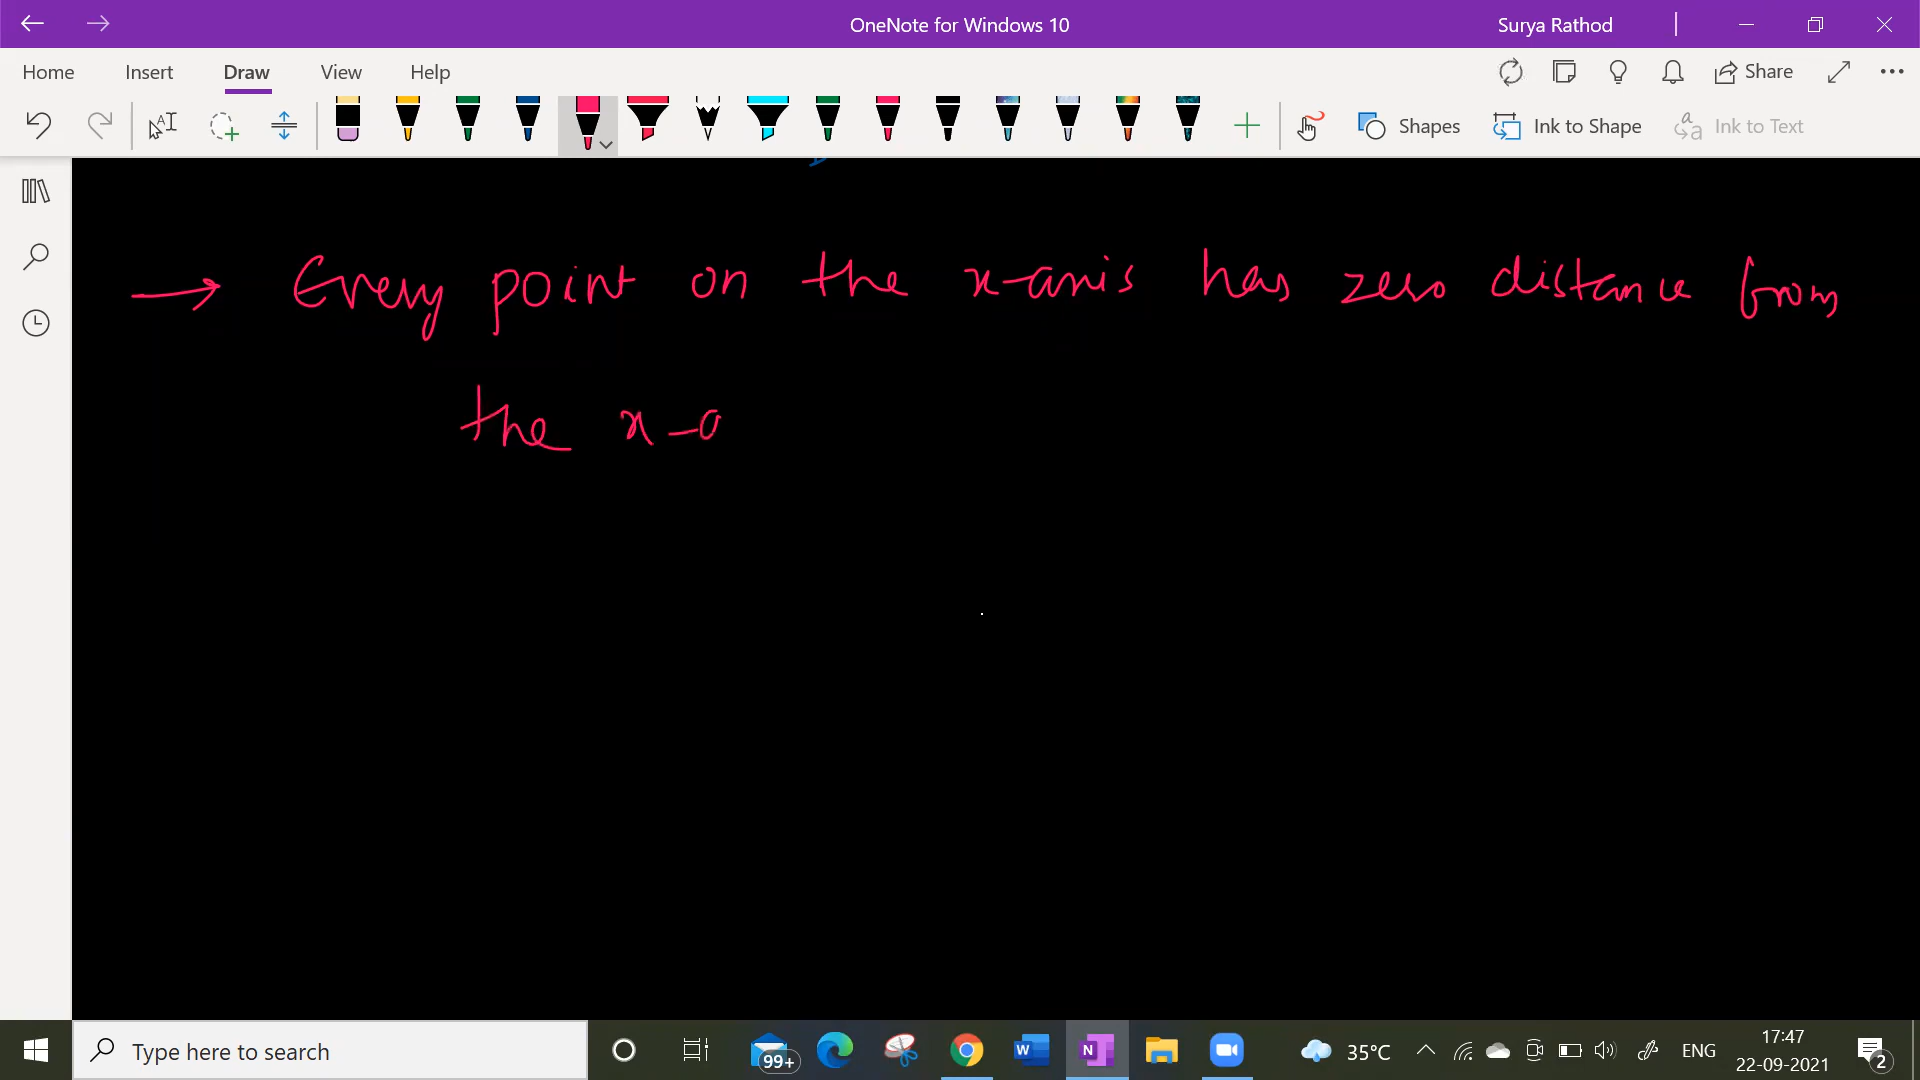 OneNote for Windows 10 Surya Rathod
Home Insert Draw View Help Share
Shapes Ink to Shape Ink to Text
→ Every point on the x-axis has zero distance from
the x-a
Type here to search 99+ 35°C ENG 17:47
22-09-2021 2